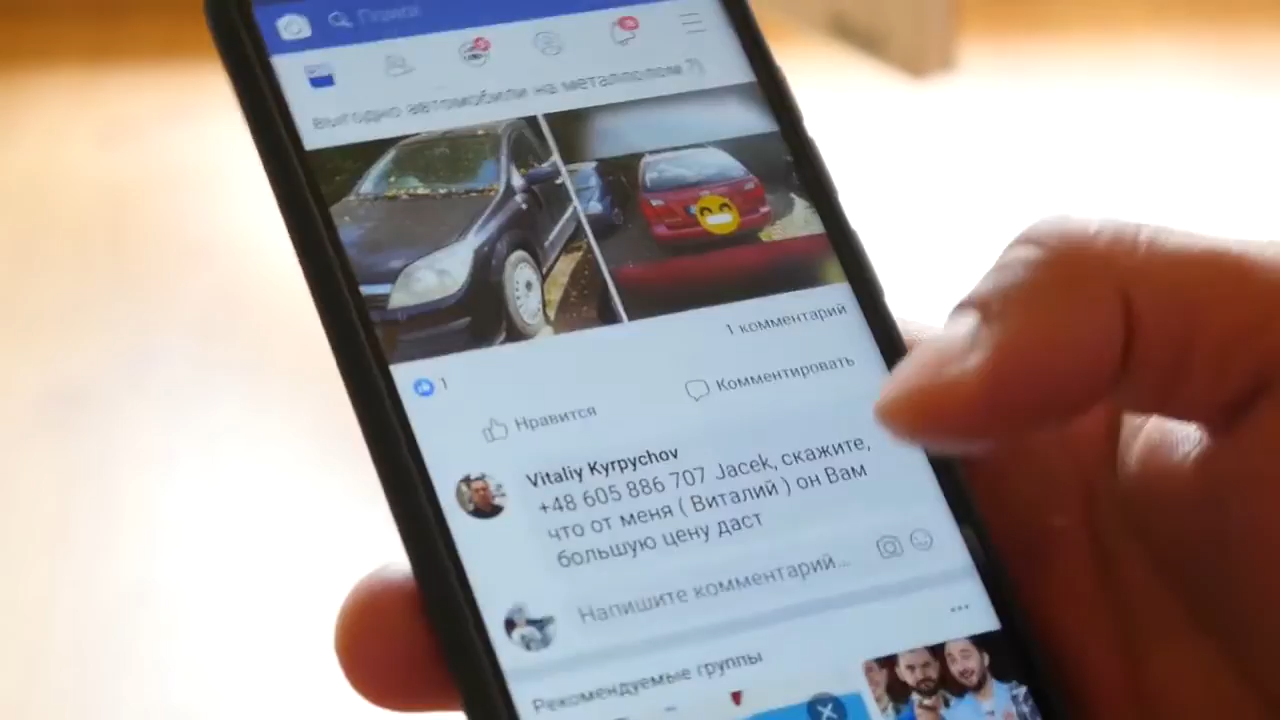 Поиск
выгодно автомобили на металлолом ?)
1 комментарий
1
Нравится
Комментировать
Vitaliy Kyrpychov
+48 605 886 707 Jacek, скажите,
что от меня ( Виталий ) он Вам
большую цену даст
Напишите комментарий...
Рекомендуемые группы